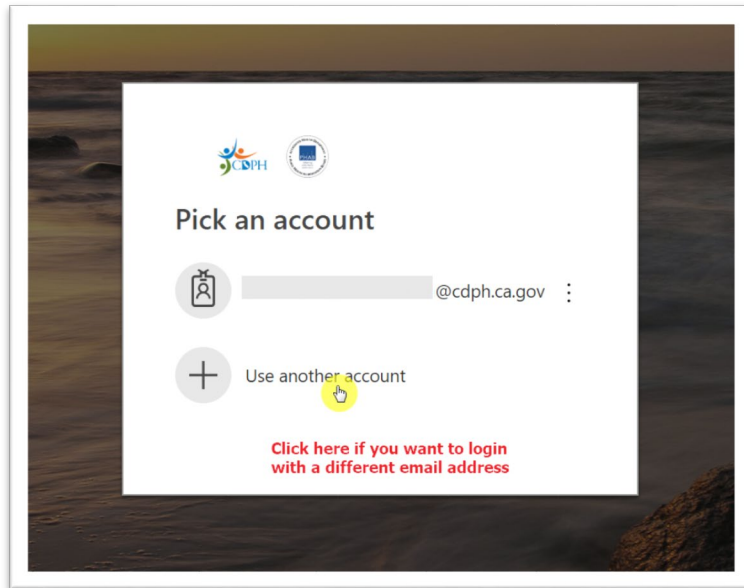 CDPH
PHAB
Pick an account
@cdph.ca.gov
Use another account
Click here if you want to login
with a different email address